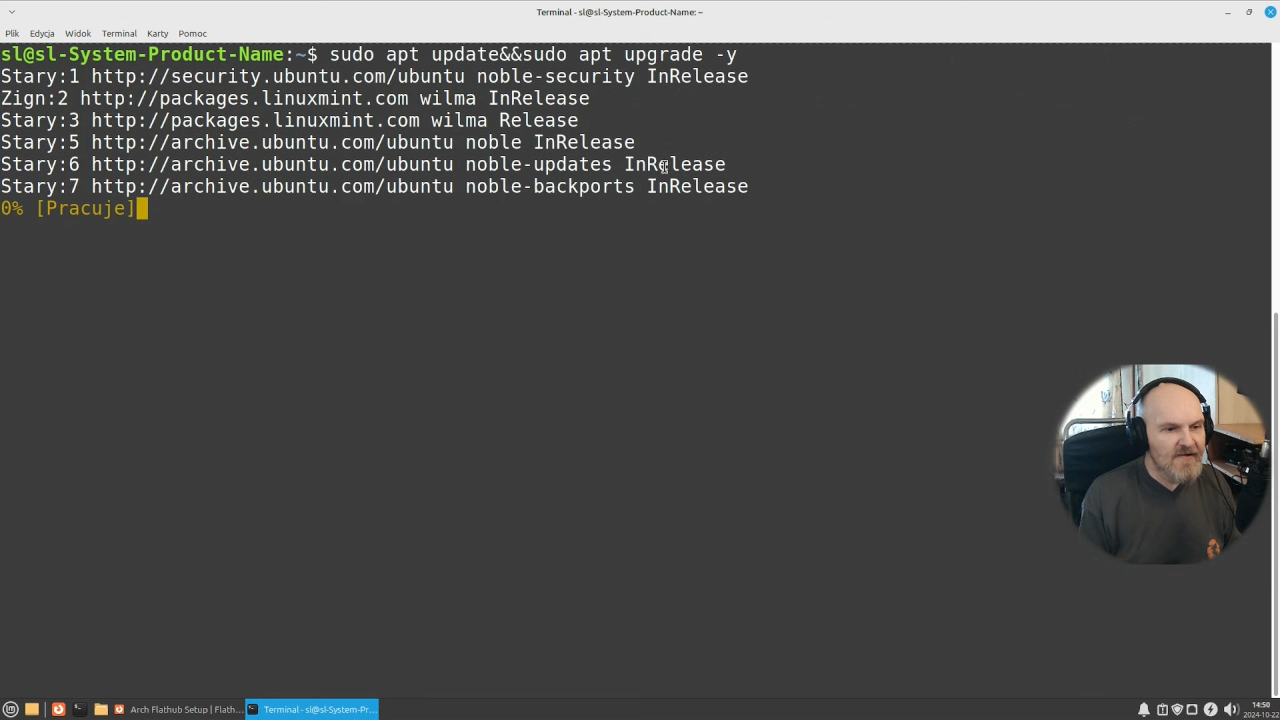 Terminal - sl@sl-System-Product-Name: ~
Plik Edycja Widok Terminal Karty Pomoc
sl@sl-System-Product-Name:~$ sudo apt update&&sudo apt upgrade -y
Stary:1 http://security.ubuntu.com/ubuntu noble-security InRelease
Zign:2 http://packages.linuxmint.com wilma InRelease
Stary:3 http://packages.linuxmint.com wilma Release
Stary:5 http://archive.ubuntu.com/ubuntu noble InRelease
Stary:6 http://archive.ubuntu.com/ubuntu noble-updates InRelease
Stary:7 http://archive.ubuntu.com/ubuntu noble-backports InRelease
0% [Pracuje]
Arch Flathub Setup | Flath... Terminal - sl@sl-System-Pr... 14:50
2024-10-22